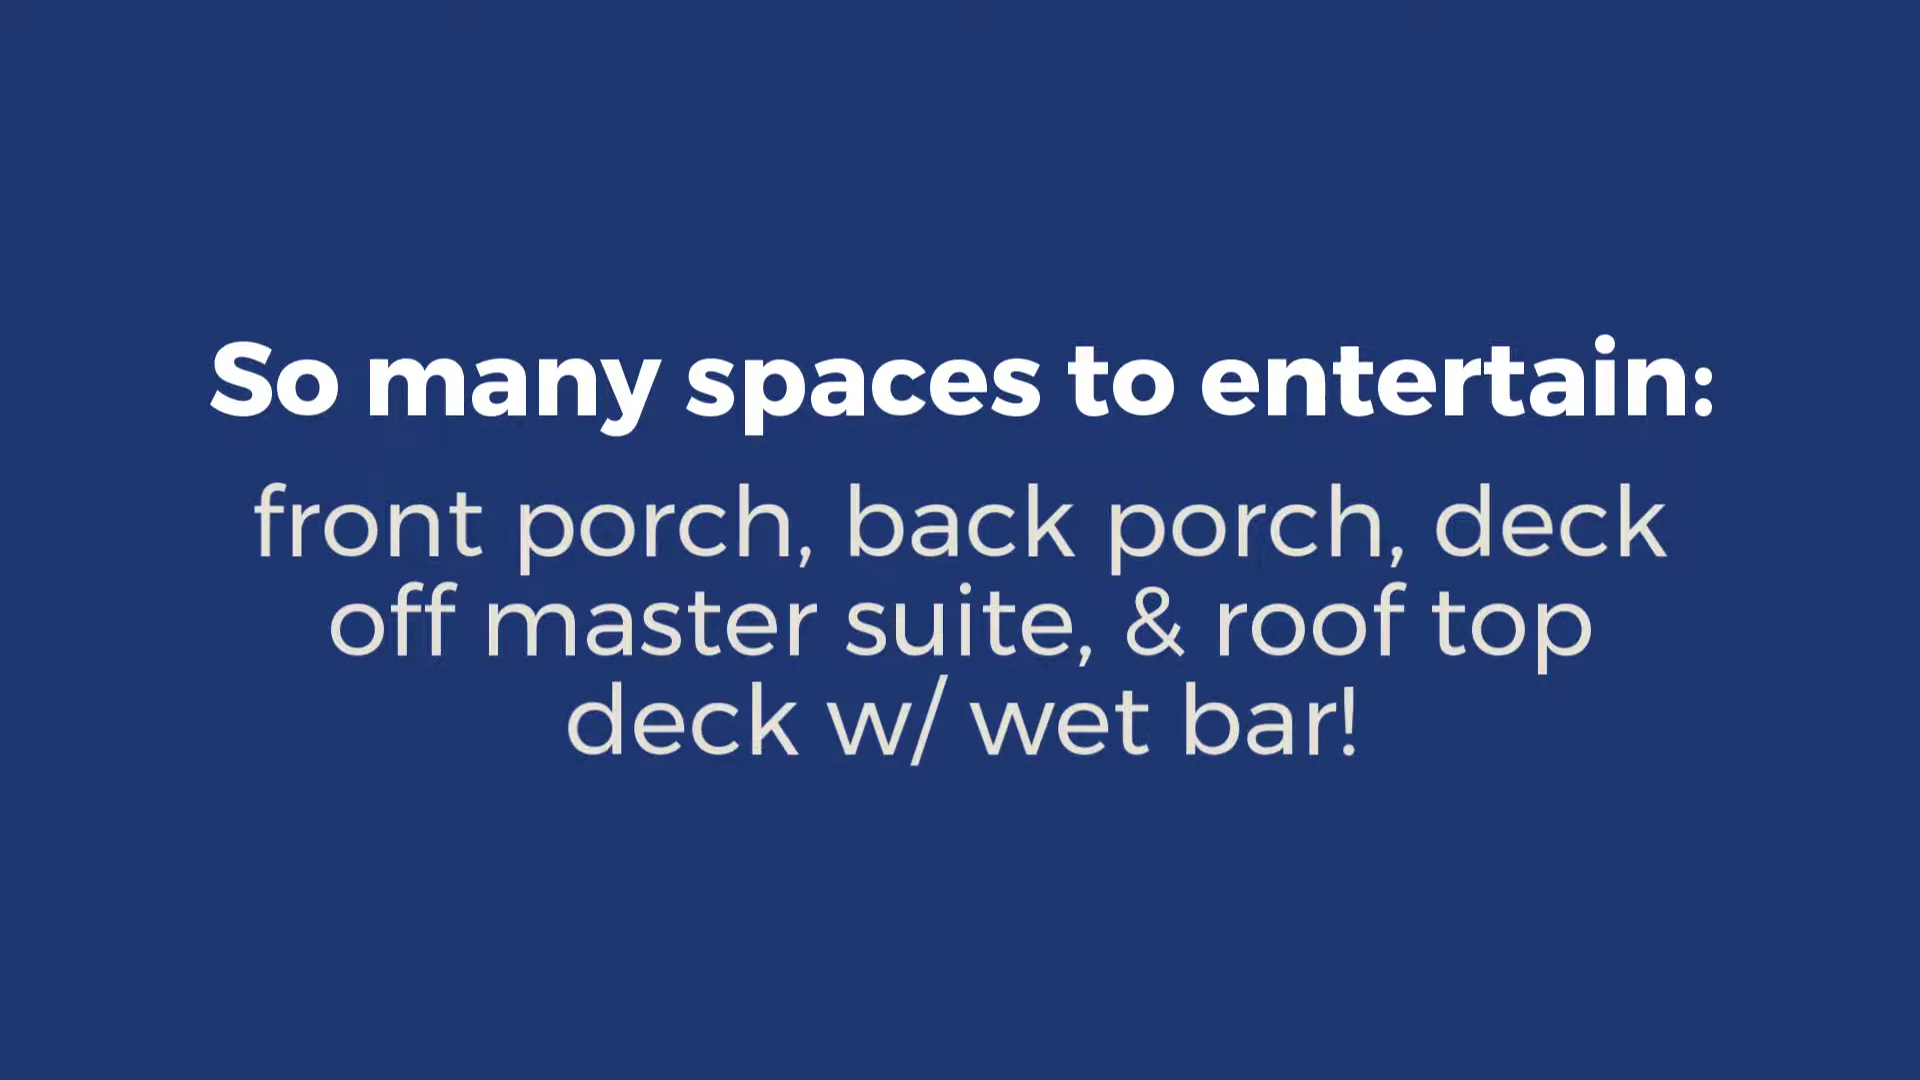 So many spaces to entertain:
front porch, back porch, deck
off master suite, & roof top
deck w/ wet bar!